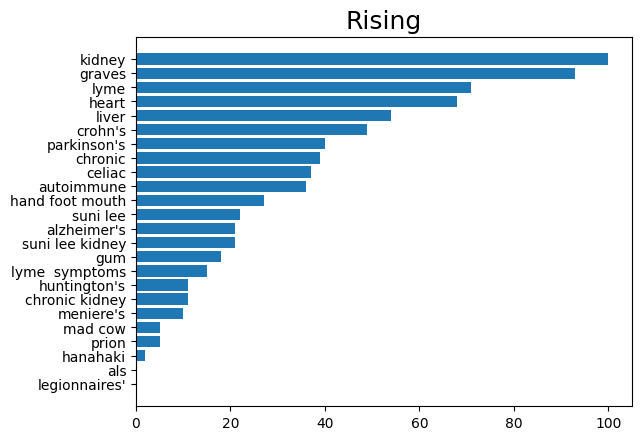 Rising
kidney
graves
lyme
heart
liver
crohn's
parkinson's
chronic
celiac
autoimmune
hand foot mouth
suni lee
alzheimer's
suni lee kidney
gum
lyme  symptoms
huntington's
chronic kidney
meniere's
mad cow
prion
hanahaki
als
legionnaires'
0 20 40 60 80 100